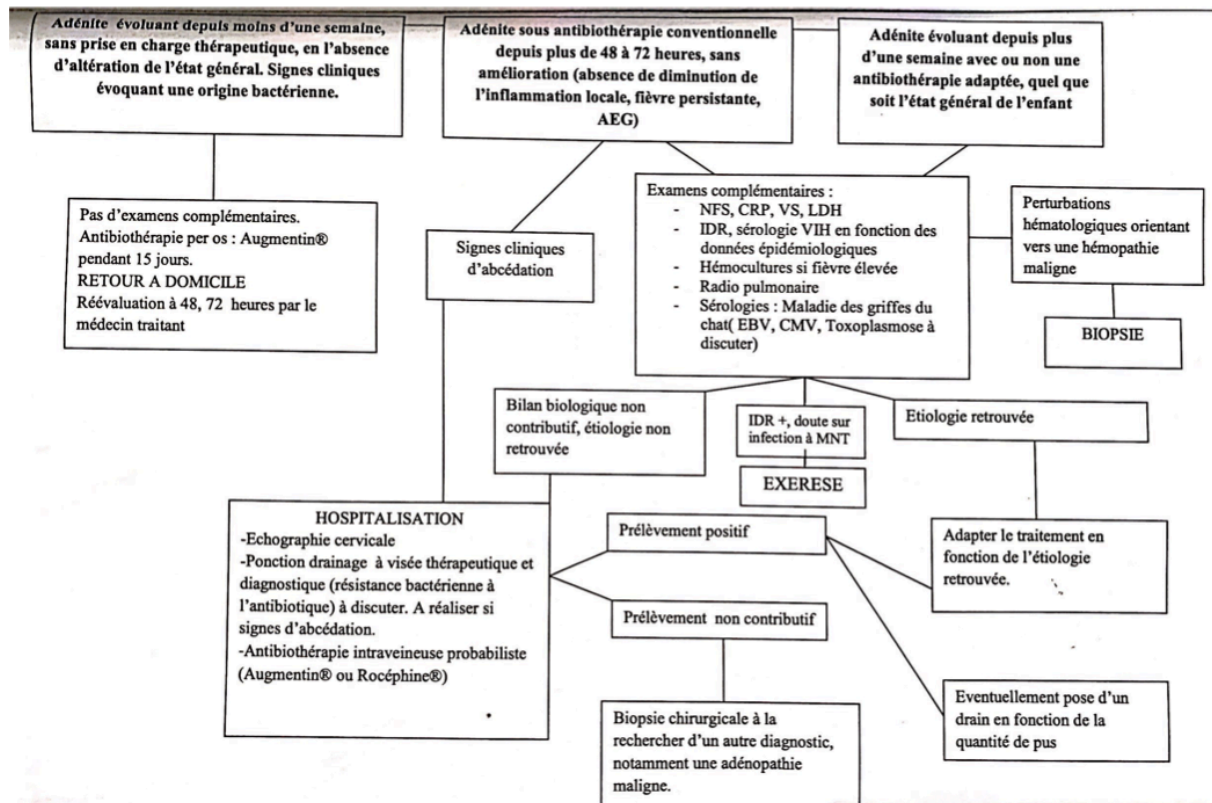 Adénite évoluant depuis moins d'une semaine,
sans prise en charge thérapeutique, en l'absence
d'altération de l'état général. Signes cliniques
évoquant une origine bactérienne.
Adénite sous antibiothérapie conventionnelle
depuis plus de 48 à 72 heures, sans
amélioration (absence de diminution de
l'inflammation locale, fièvre persistante,
AEG)
Adénite évoluant depuis plus
d'une semaine avec ou non une
antibiothérapie adaptée, quel que
soit l'état général de l'enfant
Pas d'examens complémentaires.
Antibiothérapie per os : Augmentin®
pendant 15 jours.
RETOUR A DOMICILE
Réévaluation à 48, 72 heures par le
médecin traitant
Signes cliniques
d'abcédation
Examens complémentaires :
- NFS, CRP, VS, LDH
- IDR, sérologie VIH en fonction des
données épidémiologiques
- Hémocultures si fièvre élevée
- Radio pulmonaire
- Sérologies : Maladie des griffes du
chat( EBV, CMV, Toxoplasmose à
discuter)
Perturbations
hématologiques orientant
vers une hémopathie
maligne
BIOPSIE
Bilan biologique non
contributif, étiologie non
retrouvée
IDR +, doute sur
infection à MNT
EXERESE
Etiologie retrouvée
HOSPITALISATION
-Echographie cervicale
-Ponction drainage à visée thérapeutique et
diagnostique (résistance bactérienne à
l'antibiotique) à discuter. A réaliser si
signes d'abcédation.
-Antibiothérapie intraveineuse probabiliste
(Augmentin® ou Rocéphine®)
Prélèvement positif
Prélèvement non contributif
Adapter le traitement en
fonction de l'étiologie
retrouvée.
Biopsie chirurgicale à la
rechercher d'un autre diagnostic,
notamment une adénopathie
maligne.
Eventuellement pose d'un
drain en fonction de la
quantité de pus